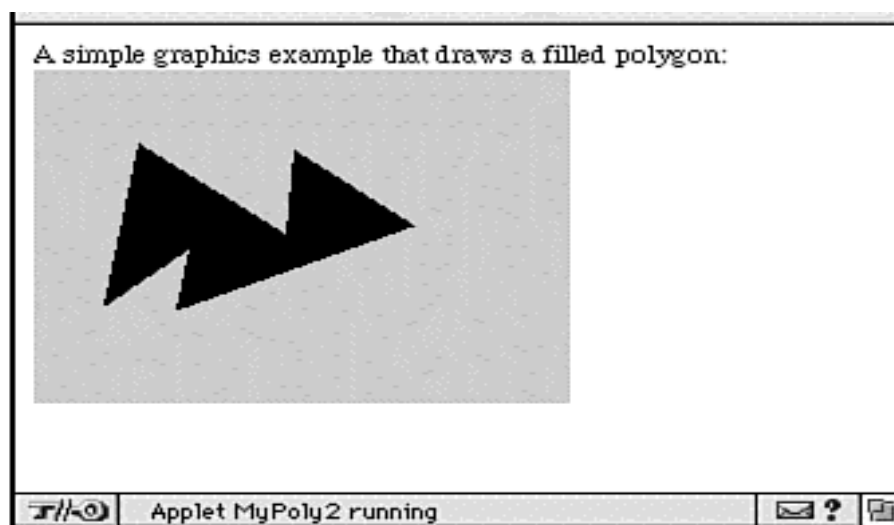 A simple graphics example that draws a filled polygon:
Applet MyPoly2 running
?